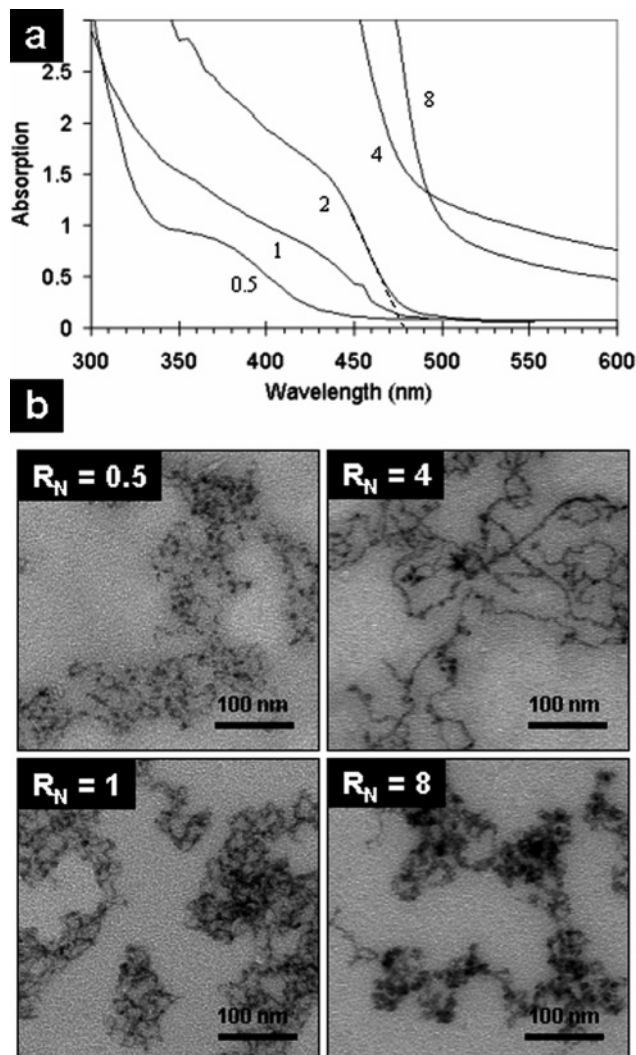 a
Absorption
2.5
2
1.5
1
0.5
0
8
4
2
1
0.5
300 350 400 450 500 550 600
Wavelength (nm)
b
R_N = 0.5
100 nm
R_N = 4
100 nm
R_N = 1
100 nm
R_N = 8
100 nm